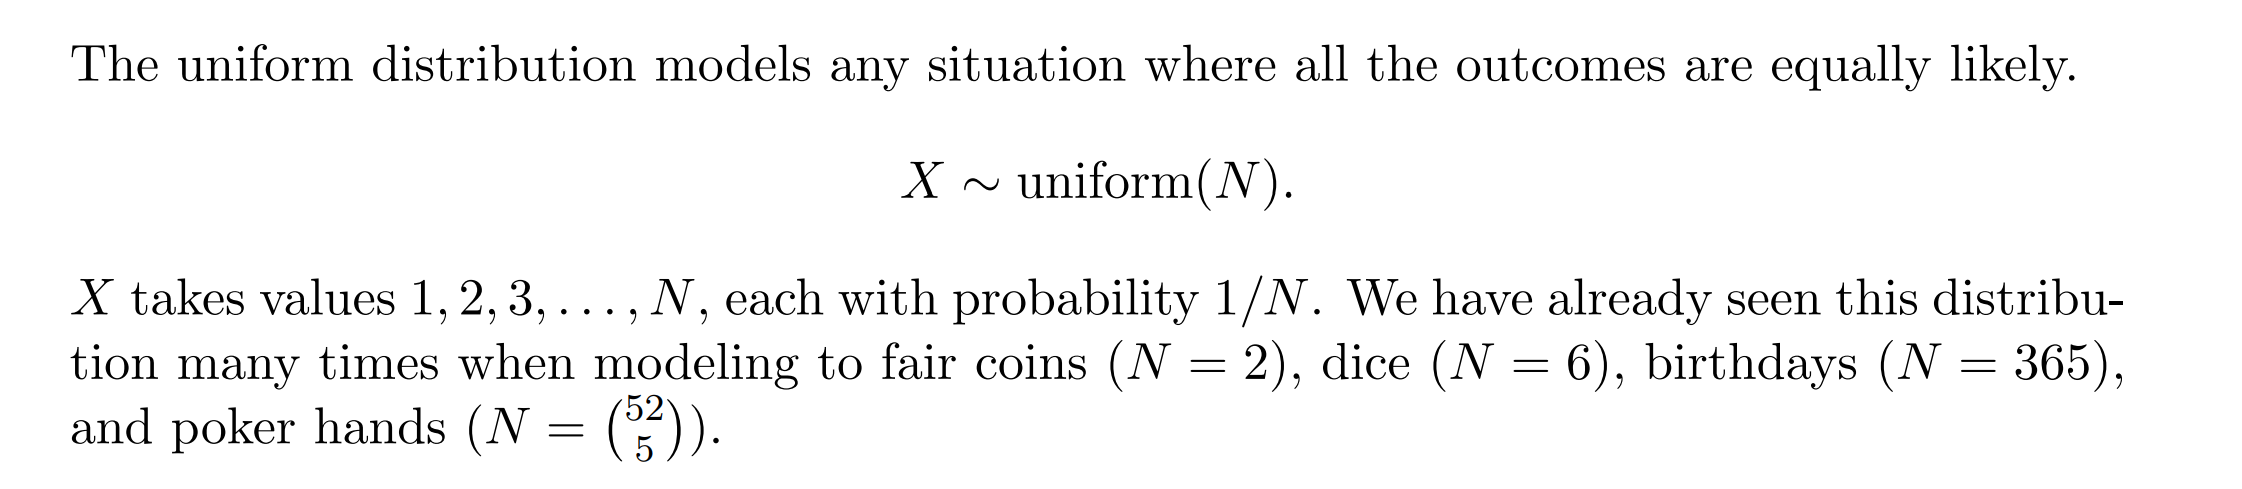 The uniform distribution models any situation where all the outcomes are equally likely.
X ∼ uniform(N).
X takes values 1, 2, 3, . . . , N, each with probability 1/N. We have already seen this distribu-
tion many times when modeling to fair coins (N = 2), dice (N = 6), birthdays (N = 365),
and poker hands (N = \binom{52}{5}).